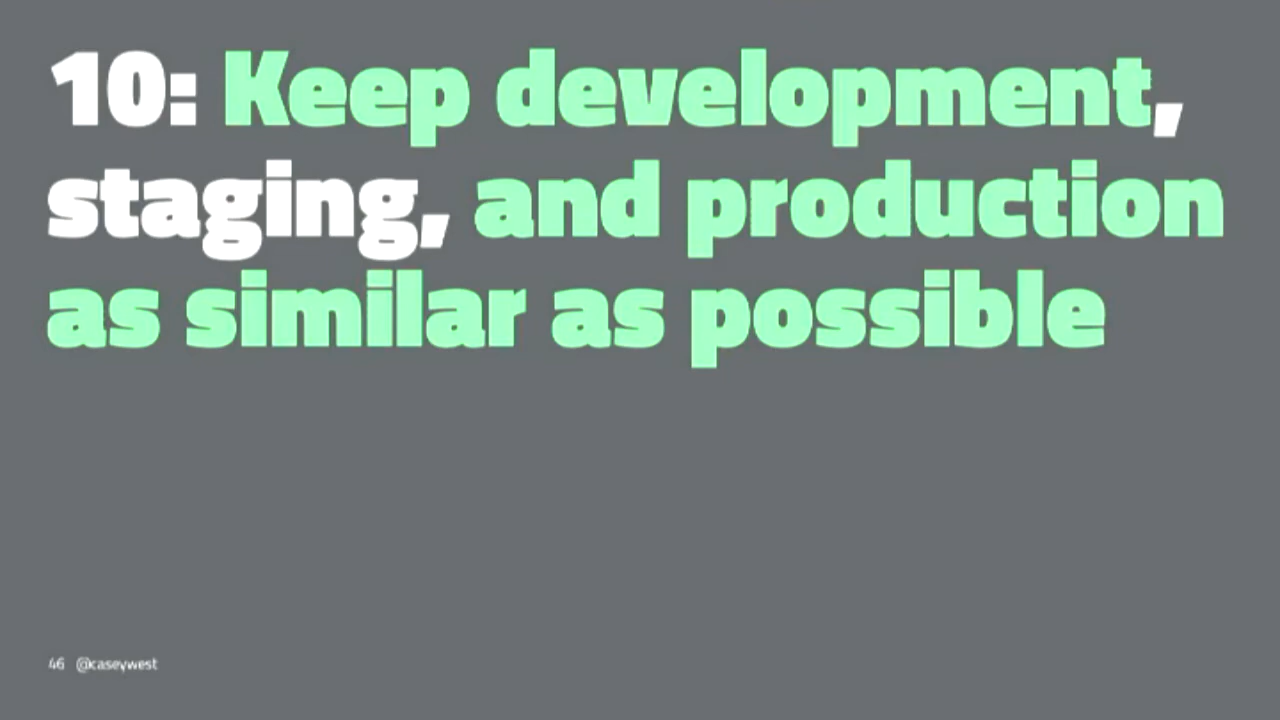 10: Keep development,
staging, and production
as similar as possible
46 @caseywest